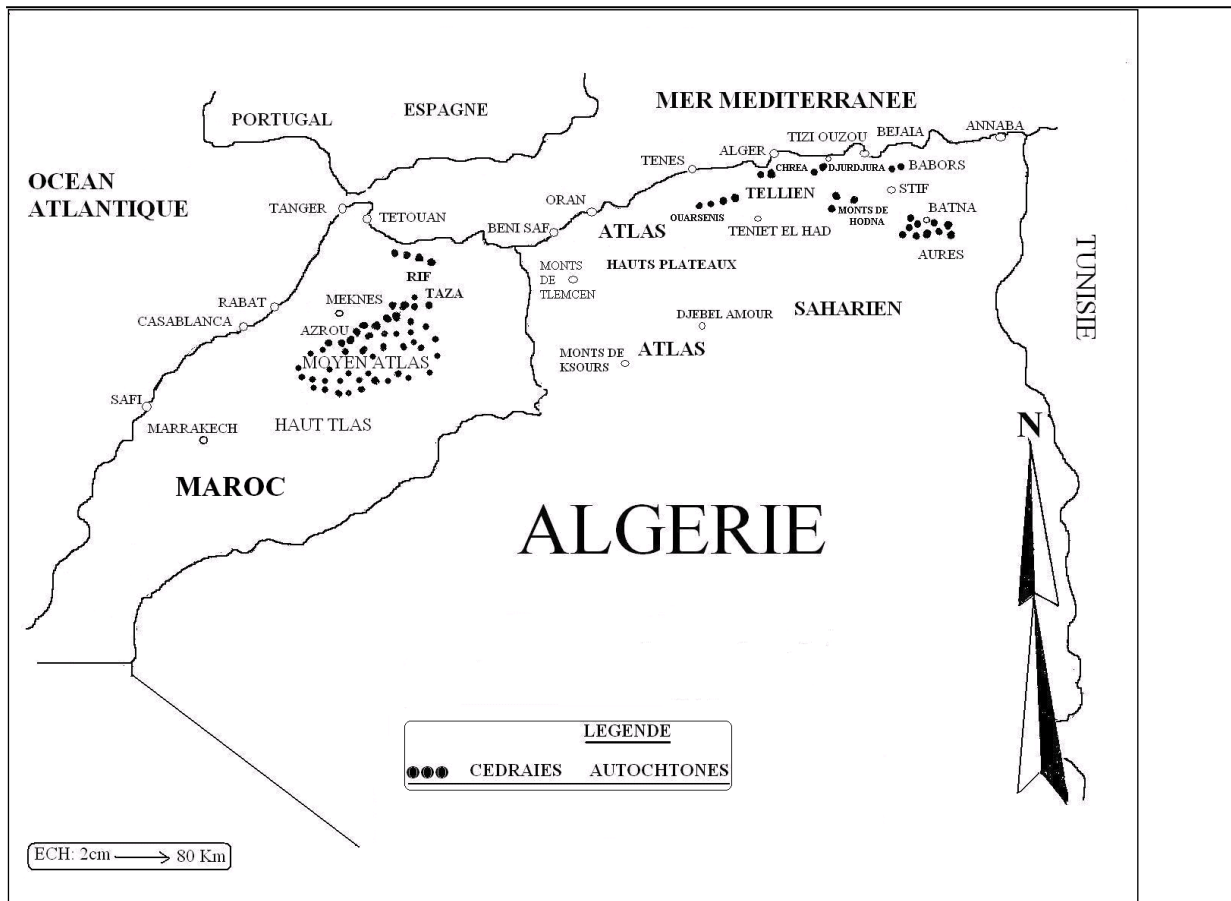 MER MEDITERRANEE
ESPAGNE
PORTUGAL
OCEAN
ATLANTIQUE
TANGER
TETOUAN
BENI SAF
ORAN
TENES
ALGER
TIZI OUZOU
BEJAIA
ANNABA
CHREA
DJURDJURA
BABORS
TELLIEN
STIF
OUARSENIS
MONTS DE
HODNA
BATNA
ATLAS
TENIET EL HAD
AURES
TUNISIE
HAUTS PLATEAUX
MONTS
DE
TLEMCEN
RIF
TAZA
MEKNES
RABAT
CASABLANCA
AZROU
MOYEN ATLAS
DJEBEL AMOUR
SAHARIEN
ATLAS
MONTS DE
KSOURS
SAFI
MARRAKECH
HAUT TLAS
MAROC
ALGERIE
N
LEGENDE
CEDRAIES AUTOCHTONES
ECH: 2cm → 80 Km